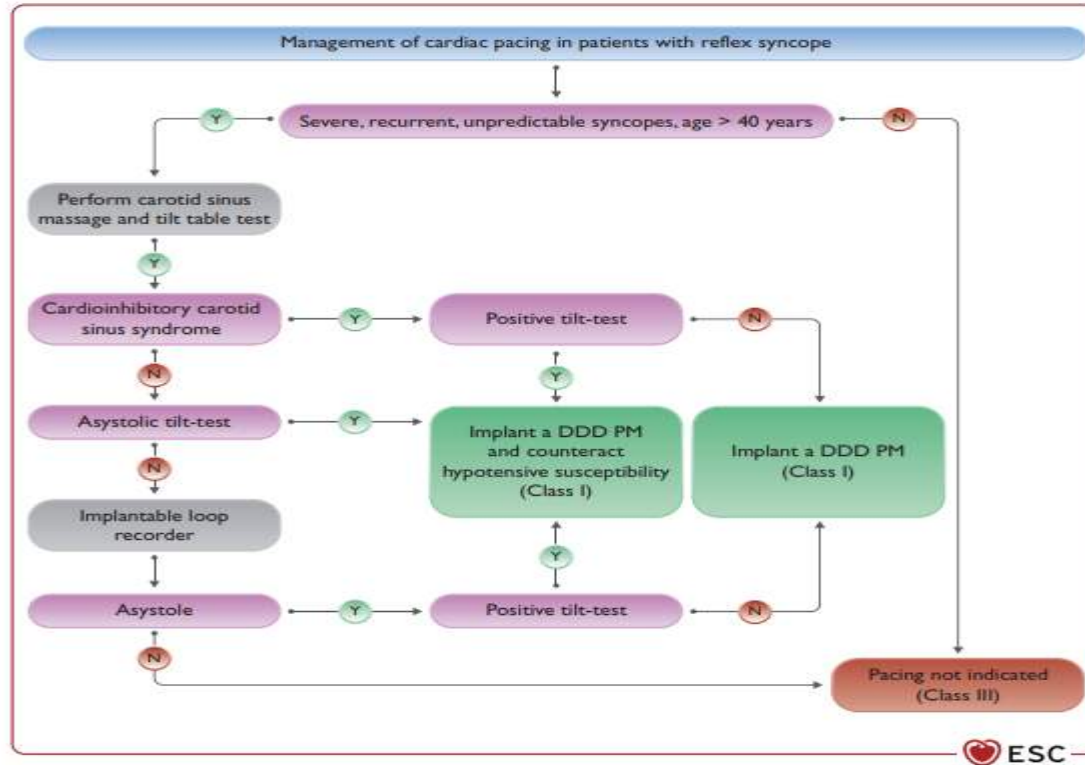 Management of cardiac pacing in patients with reflex syncope
Y
Severe, recurrent, unpredictable syncopes, age > 40 years
N
Perform carotid sinus
massage and tilt table test
Y
Cardioinhibitory carotid
sinus syndrome
Y
Positive tilt-test
N
N
Y
Asystolic tilt-test
Y
Implant a DDD PM
and counteract
hypotensive susceptibility
(Class I)
Implant a DDD PM
(Class I)
N
Implantable loop
recorder
Y
Asystole
Y
Positive tilt-test
N
N
Pacing not indicated
(Class III)
ESC